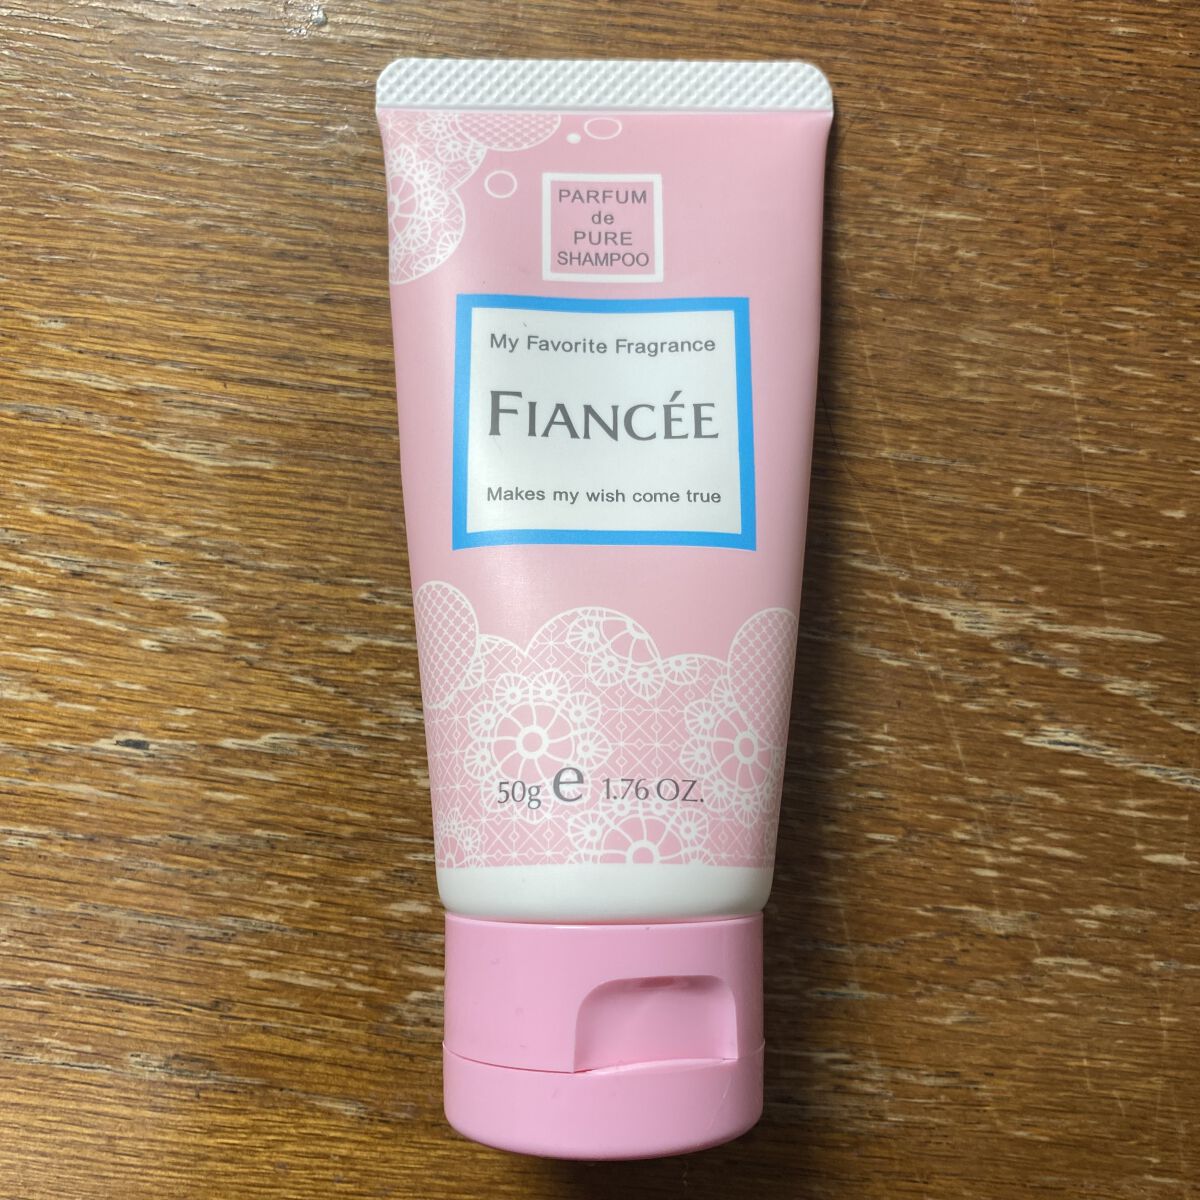 PARFUM
de
PURE
SHAMPOO
My Favorite Fragrance
FIANCÉE
Makes my wish come true
50g e 1.76 OZ.